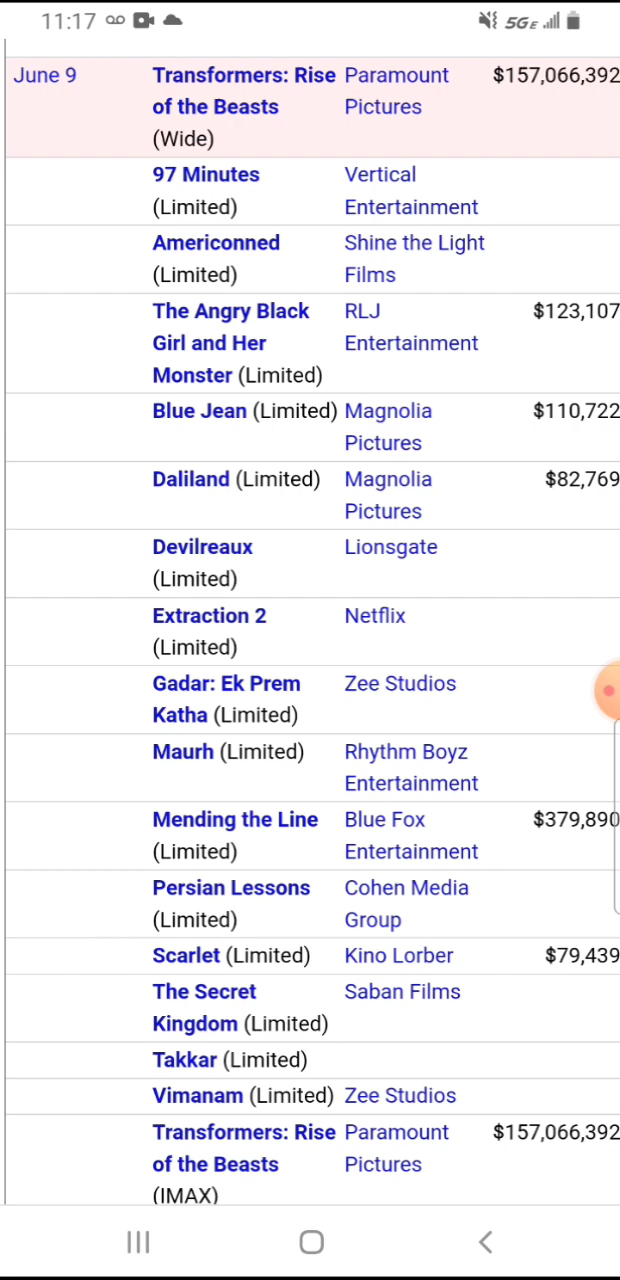 11:17
5GE
June 9 Transformers: Rise Paramount $157,066,392
of the Beasts Pictures
(Wide)
97 Minutes Vertical
(Limited) Entertainment
Americonned Shine the Light
(Limited) Films
The Angry Black RLJ $123,107
Girl and Her Entertainment
Monster (Limited)
Blue Jean (Limited) Magnolia $110,722
Pictures
Daliland (Limited) Magnolia $82,769
Pictures
Devilreaux Lionsgate
(Limited)
Extraction 2 Netflix
(Limited)
Gadar: Ek Prem Zee Studios
Katha (Limited)
Maurh (Limited) Rhythm Boyz
Entertainment
Mending the Line Blue Fox $379,890
(Limited) Entertainment
Persian Lessons Cohen Media
(Limited) Group
Scarlet (Limited) Kino Lorber $79,439
The Secret Saban Films
Kingdom (Limited)
Takkar (Limited)
Vimanam (Limited) Zee Studios
Transformers: Rise Paramount $157,066,392
of the Beasts Pictures
(IMAX)